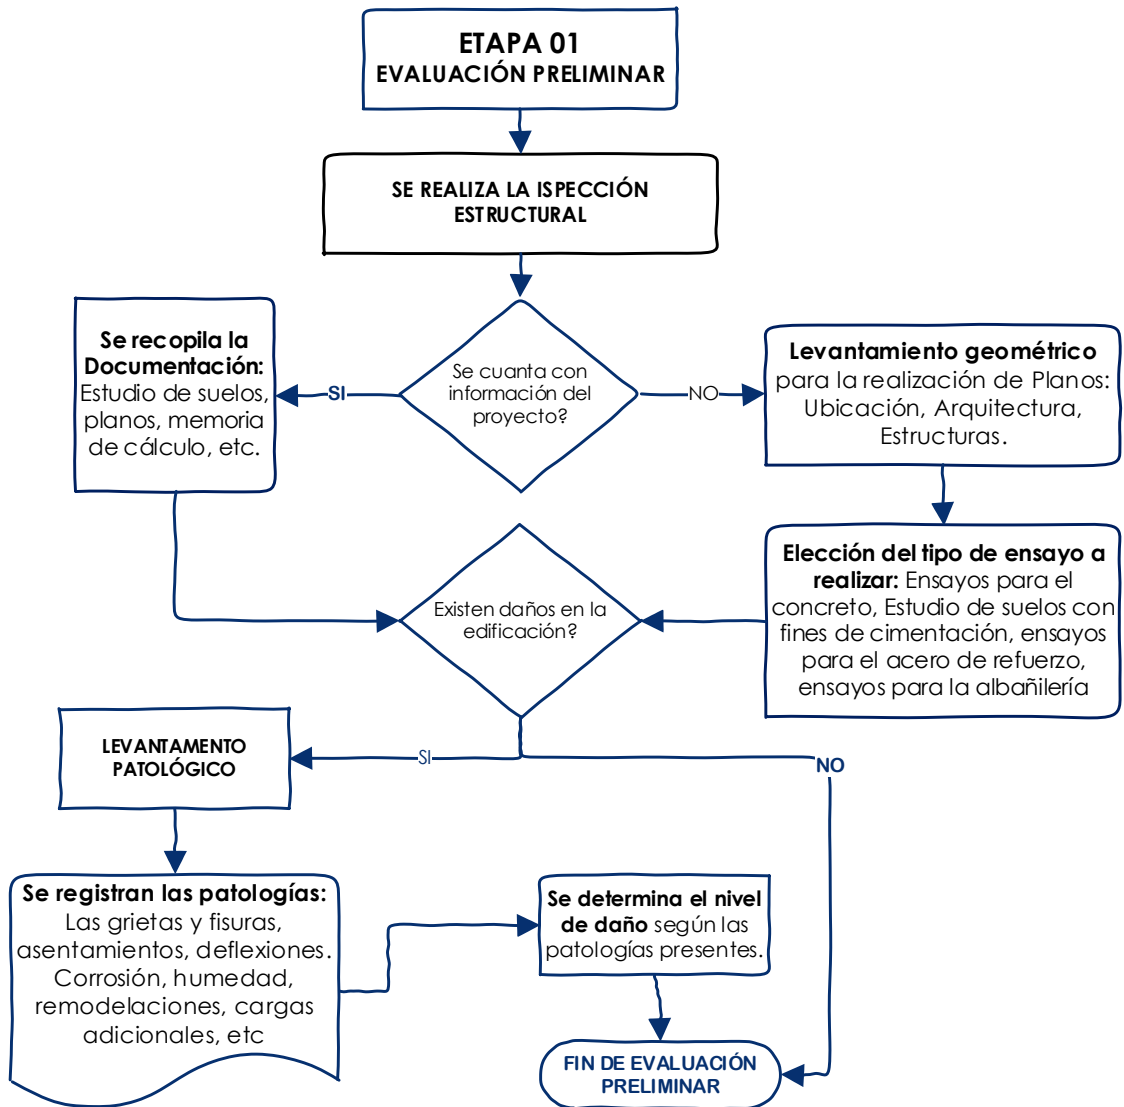 ETAPA 01
EVALUACIÓN PRELIMINAR
SE REALIZA LA ISPECCIÓN
ESTRUCTURAL
Se recopila la
Documentación:
Estudio de suelos,
planos, memoria
de cálculo, etc.
SI
Se cuanta con
información del
proyecto?
NO
Levantamiento geométrico
para la realización de Planos:
Ubicación, Arquitectura,
Estructuras.
Existen daños en la
edificación?
Elección del tipo de ensayo a
realizar: Ensayos para el
concreto, Estudio de suelos con
fines de cimentación, ensayos
para el acero de refuerzo,
ensayos para la albañilería
LEVANTAMENTO
PATOLÓGICO
SI
NO
Se registran las patologías:
Las grietas y fisuras,
asentamientos, deflexiones.
Corrosión, humedad,
remodelaciones, cargas
adicionales, etc
Se determina el nivel
de daño según las
patologías presentes.
FIN DE EVALUACIÓN
PRELIMINAR